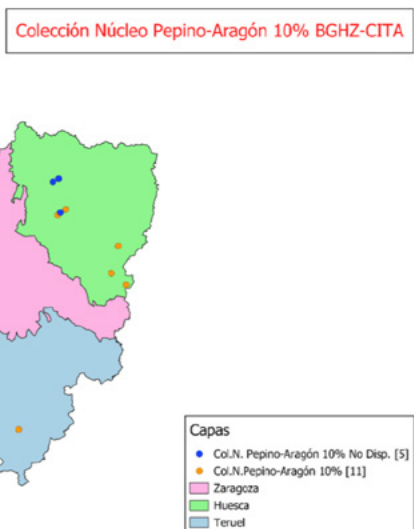 Colección Núcleo Pepino-Aragón 10% BGHZ-CITA
Capas
Col.N. Pepino-Aragón 10% No Disp. [5]
Col.N.Pepino-Aragón 10% [11]
Zaragoza
Huesca
Teruel